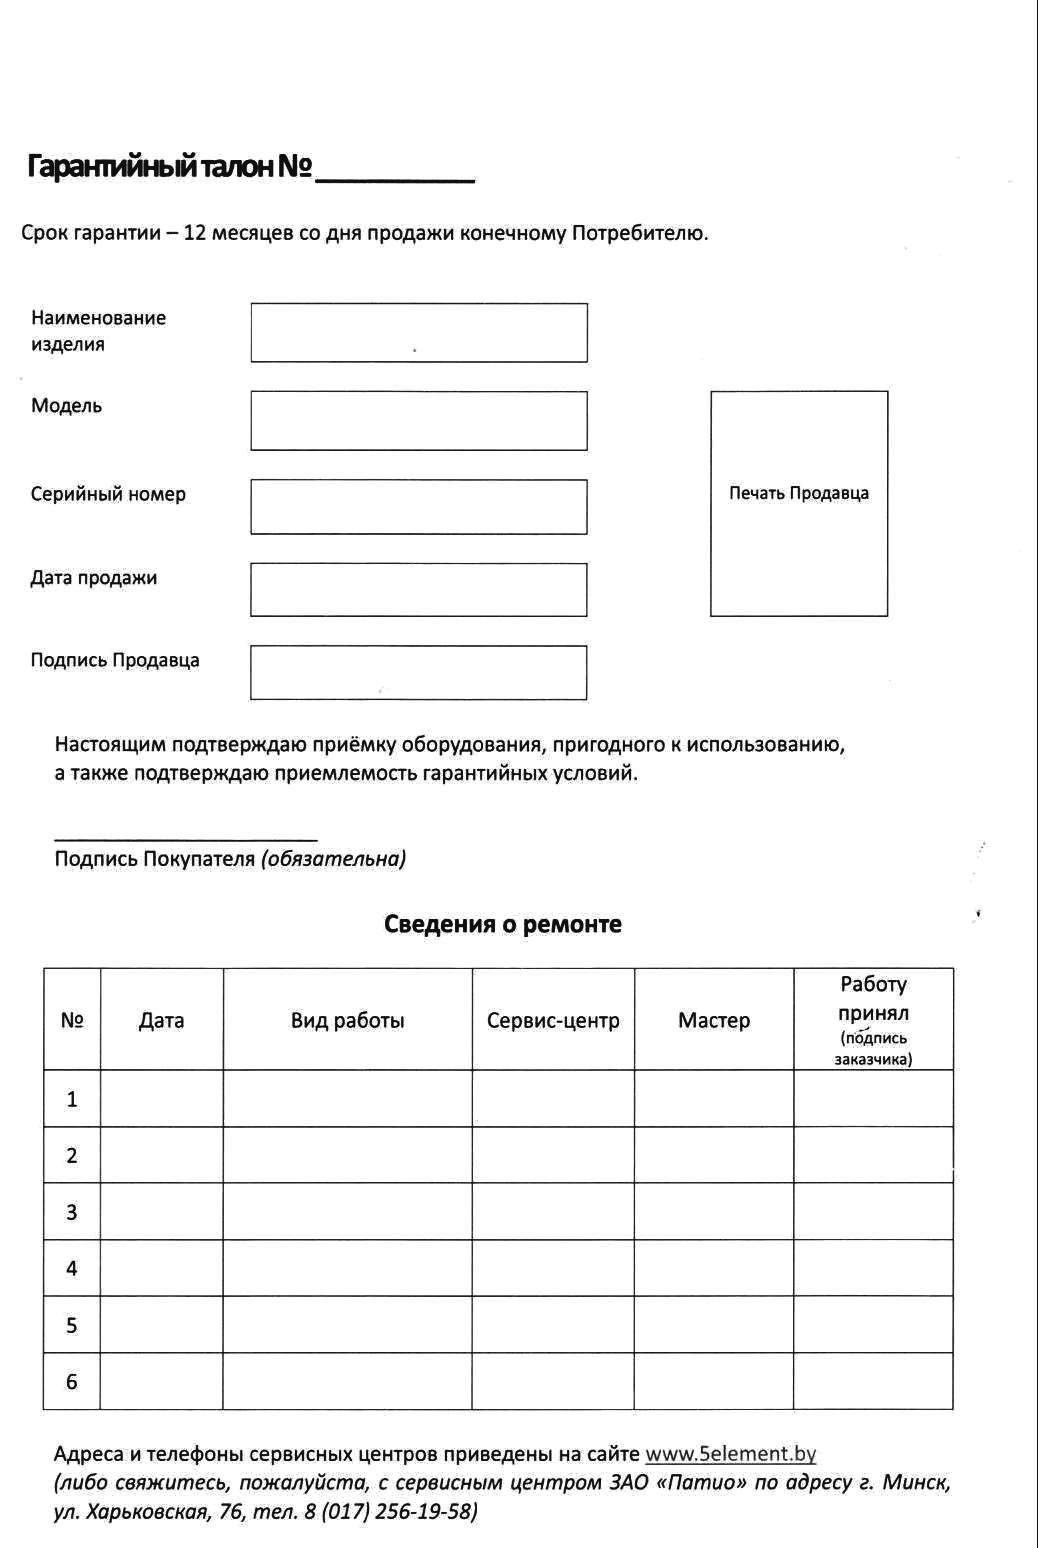 Гарантийный талон №
Срок гарантии – 12 месяцев со дня продажи конечному Потребителю.
Наименование
изделия
Модель
Серийный номер
Печать Продавца
Дата продажи
Подпись Продавца
Настоящим подтверждаю приёмку оборудования, пригодного к использованию,
а также подтверждаю приемлемость гарантийных условий.
Подпись Покупателя (обязательна)
Сведения о ремонте
№ Дата Вид работы Сервис-центр Мастер Работу
принял
(подпись
заказчика)
1
2
3
4
5
6
Адреса и телефоны сервисных центров приведены на сайте www.5element.by
(либо свяжитесь, пожалуйста, с сервисным центром ЗАО «Патио» по адресу г. Минск,
ул. Харьковская, 76, тел. 8 (017) 256-19-58)